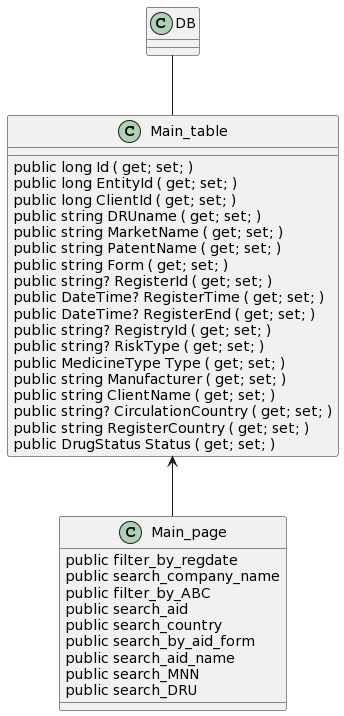 C DB
C Main_table
public long Id ( get; set; )
public long EntityId ( get; set; )
public long ClientId ( get; set; )
public string DRUname ( get; set; )
public string MarketName ( get; set; )
public string PatentName ( get; set; )
public string Form ( get; set; )
public string? RegisterId ( get; set; )
public DateTime? RegisterTime ( get; set; )
public DateTime? RegisterEnd ( get; set; )
public string? RegistryId ( get; set; )
public string? RiskType ( get; set; )
public MedicineType Type ( get; set; )
public string Manufacturer ( get; set; )
public string ClientName ( get; set; )
public string? CirculationCountry ( get; set; )
public string RegisterCountry ( get; set; )
public DrugStatus Status ( get; set; )
C Main_page
public filter_by_regdate
public search_company_name
public filter_by_ABC
public search_aid
public search_country
public search_by_aid_form
public search_aid_name
public search_MNN
public search_DRU